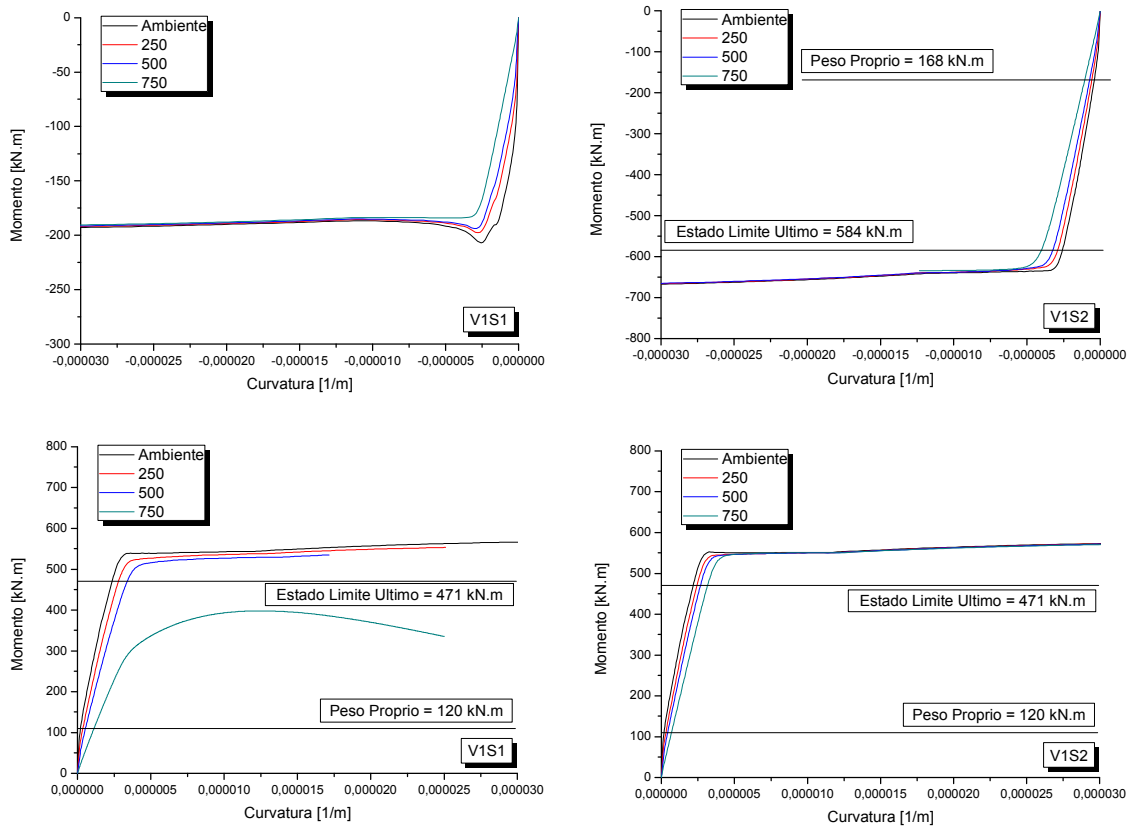 Ambiente
250
500
750
Momento [kN.m]
0
-50
-100
-150
-200
-250
-300
V1S1
-0,000030 -0,000025 -0,000020 -0,000015 -0,000010 -0,000005 0,000000
Curvatura [1/m]
Ambiente
250
500
750
Peso Proprio = 168 kN.m
Estado Limite Ultimo = 584 kN.m
Momento [kN.m]
0
-100
-200
-300
-400
-500
-600
-700
-800
V1S2
-0,000030 -0,000025 -0,000020 -0,000015 -0,000010 -0,000005 0,000000
Curvatura [1/m]
Ambiente
250
500
750
Momento [kN.m]
800
700
600
500
400
300
200
100
0
Estado Limite Ultimo = 471 kN.m
Peso Proprio = 120 kN.m
V1S1
0,000000 0,000005 0,000010 0,000015 0,000020 0,000025 0,000030
Curvatura [1/m]
Ambiente
250
500
750
Momento [kN.m]
800
700
600
500
400
300
200
100
0
Estado Limite Ultimo = 471 kN.m
Peso Proprio = 120 kN.m
V1S2
0,000000 0,000005 0,000010 0,000015 0,000020 0,000025 0,000030
Curvatura [1/m]